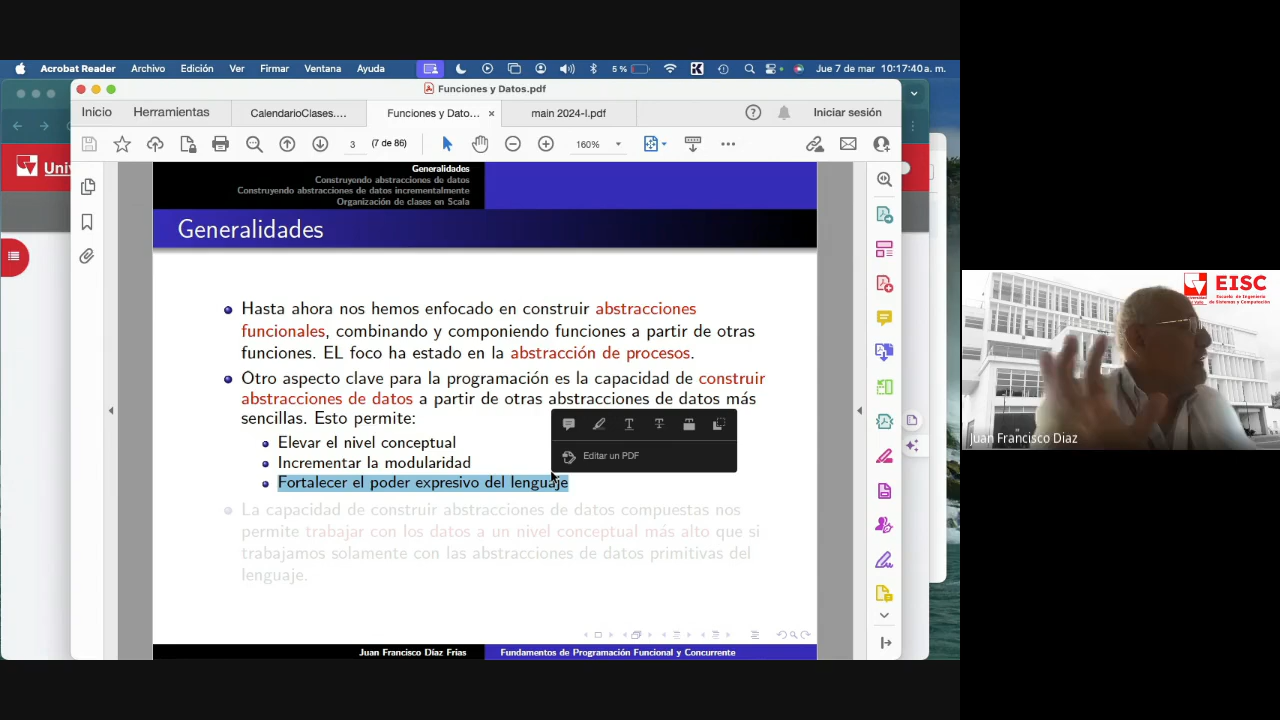 Acrobat Reader Archivo Edición Ver Firmar Ventana Ayuda 5 % Jue 7 de mar 10:17:40 a. m.
Funciones y Datos.pdf
Inicio Herramientas CalendarioClases.... Funciones y Dato... × main 2024-I.pdf Iniciar sesión
3 (7 de 86) 160%
Uni
Generalidades
Construyendo abstracciones de datos
Construyendo abstracciones de datos incrementalmente
Organización de clases en Scala
Generalidades
Hasta ahora nos hemos enfocado en construir abstracciones
funcionales, combinando y componiendo funciones a partir de otras
funciones. EL foco ha estado en la abstracción de procesos.
Otro aspecto clave para la programación es la capacidad de construir
abstracciones de datos a partir de otras abstracciones de datos más
sencillas. Esto permite:
Elevar el nivel conceptual
Incrementar la modularidad
Editar un PDF
Fortalecer el poder expresivo del lenguaje
La capacidad de construir abstracciones de datos compuestas nos
permite trabajar con los datos a un nivel conceptual más alto que si
trabajamos solamente con las abstracciones de datos primitivas del
lenguaje.
Juan Francisco Díaz Frias Fundamentos de Programación Funcional y Concurrente
EISC
Escuela de Ingeniería
de Sistemas y Computación
Juan Francisco Diaz